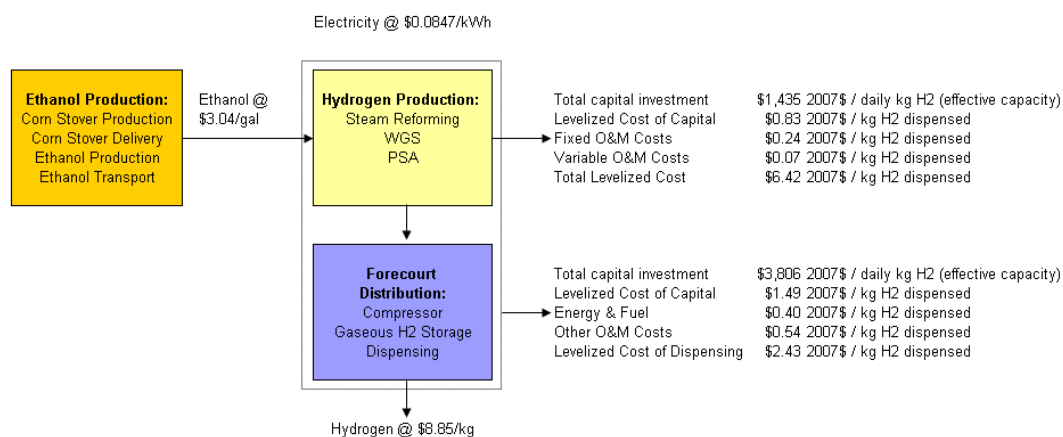 Electricity @ $0.0847/kWh
Ethanol Production:
Corn Stover Production
Corn Stover Delivery
Ethanol Production
Ethanol Transport
Ethanol @
$3.04/gal
Hydrogen Production:
Steam Reforming
WGS
PSA
Total capital investment $1,435 2007$ / daily kg H2 (effective capacity)
Levelized Cost of Capital $0.83 2007$ / kg H2 dispensed
Fixed O&M Costs $0.24 2007$ / kg H2 dispensed
Variable O&M Costs $0.07 2007$ / kg H2 dispensed
Total Levelized Cost $6.42 2007$ / kg H2 dispensed
Forecourt
Distribution:
Compressor
Gaseous H2 Storage
Dispensing
Total capital investment $3,806 2007$ / daily kg H2 (effective capacity)
Levelized Cost of Capital $1.49 2007$ / kg H2 dispensed
Energy & Fuel $0.40 2007$ / kg H2 dispensed
Other O&M Costs $0.54 2007$ / kg H2 dispensed
Levelized Cost of Dispensing $2.43 2007$ / kg H2 dispensed
Hydrogen @ $8.85/kg